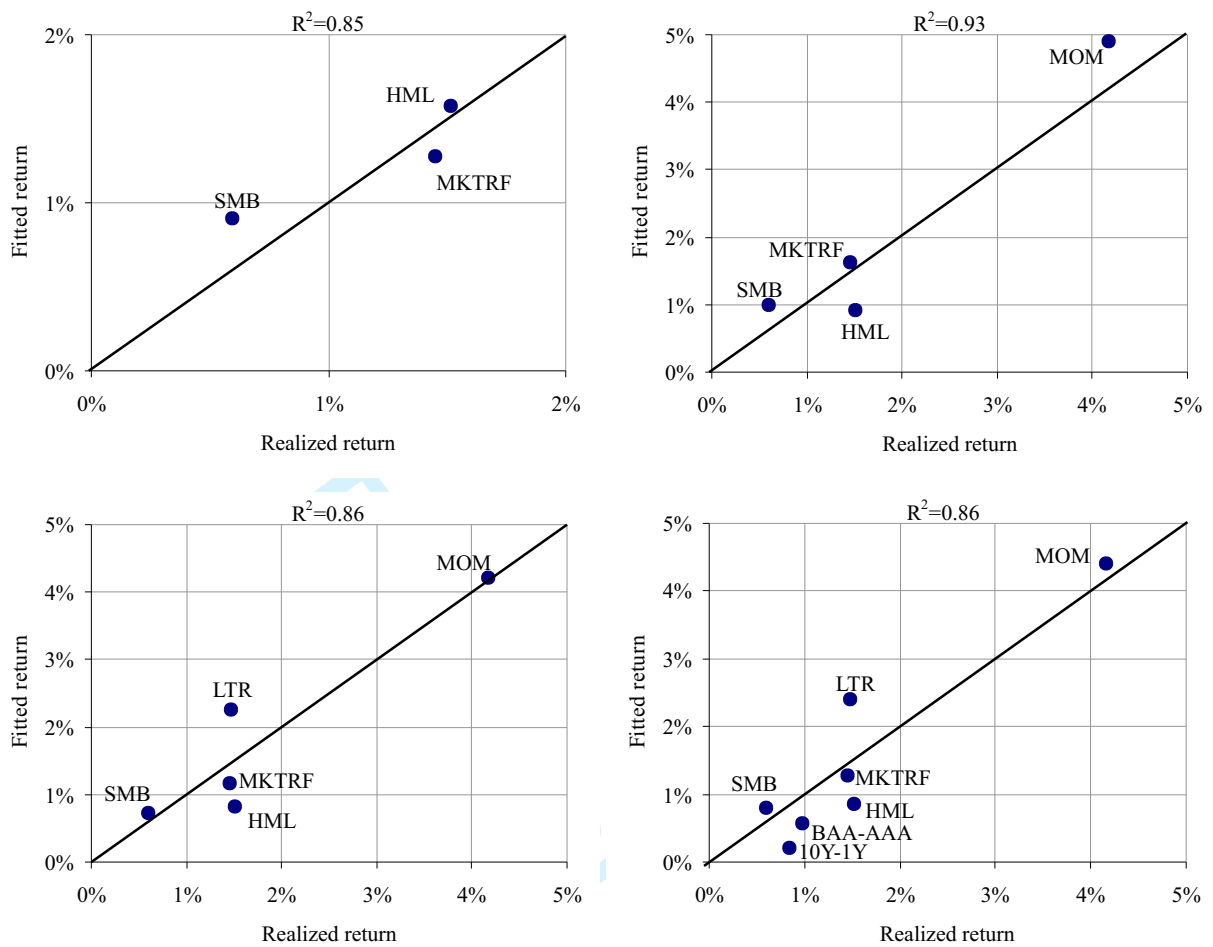 R²=0.85
2%
HML
MKTRF
SMB
1%
0%
0%
1%
2%
Fitted return
Realized return
R²=0.93
5%
MOM
4%
3%
2%
MKTRF
SMB
1%
HML
0%
0%
1%
2%
3%
4%
5%
Fitted return
Realized return
R²=0.86
5%
MOM
4%
3%
LTR
2%
MKTRF
SMB
1%
HML
0%
0%
1%
2%
3%
4%
5%
Fitted return
Realized return
R²=0.86
5%
MOM
4%
3%
LTR
2%
MKTRF
SMB
1%
HML
BAA-AAA
10Y-1Y
0%
0%
1%
2%
3%
4%
5%
Fitted return
Realized return